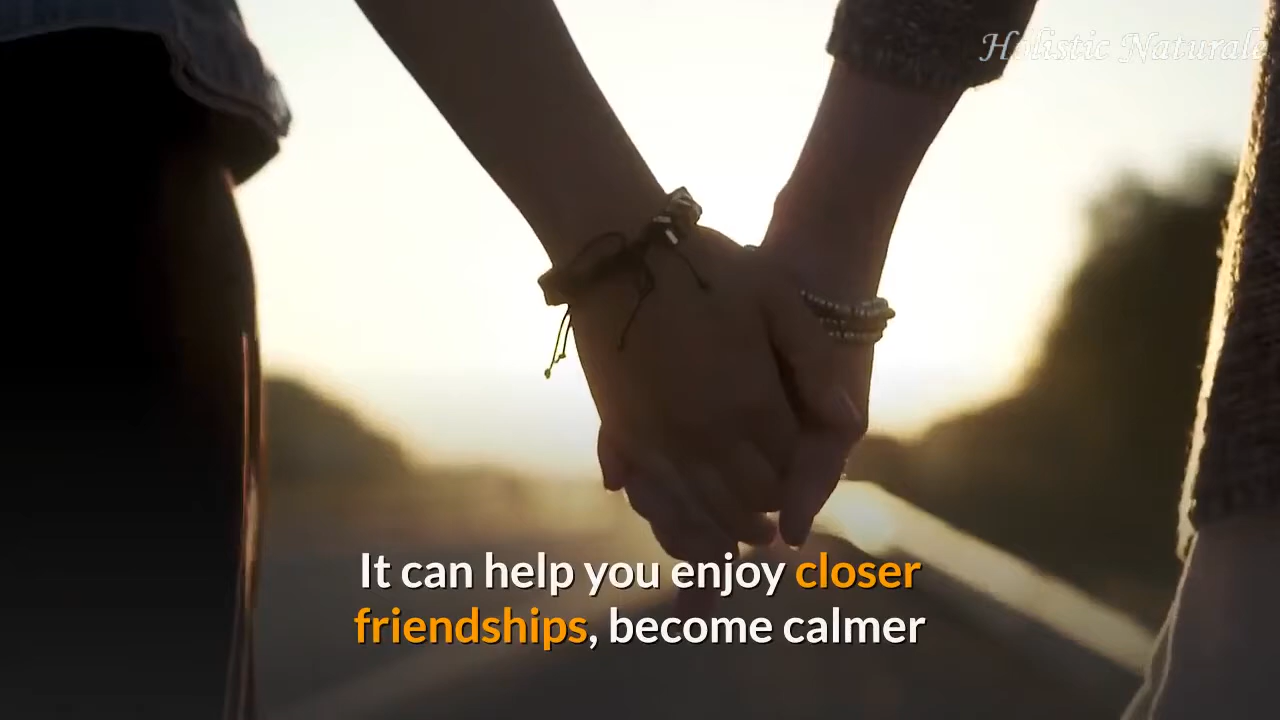 Holistic Naturale
It can help you enjoy closer
friendships, become calmer